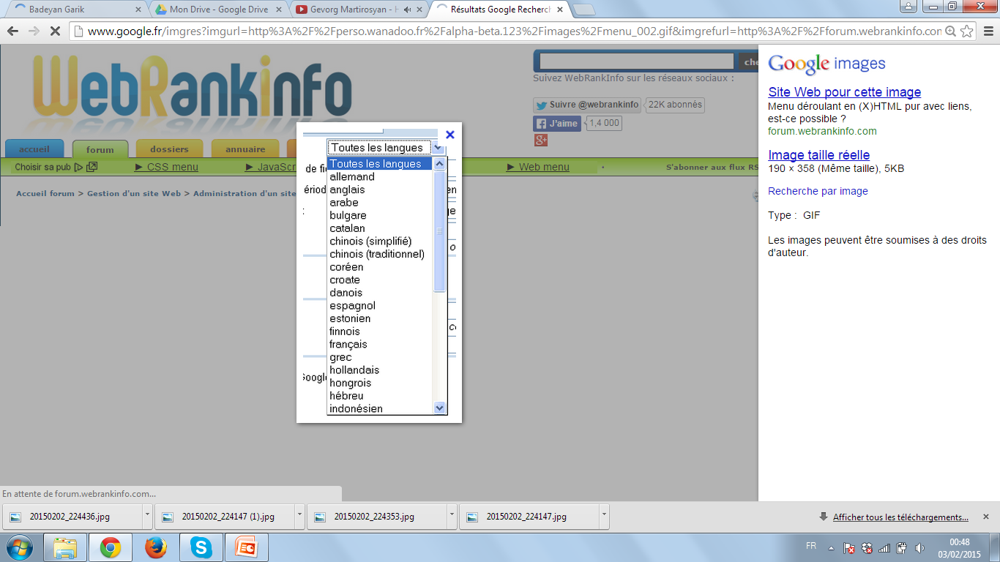 Badeyan Garik
Mon Drive - Google Drive
Gevorg Martirosyan - H
Résultats Google Recherch
www.google.fr/imgres?imgurl=http%3A%2F%2Fperso.wanadoo.fr%2Falpha-beta.123%2Fimages%2Fmenu_002.gif&imgrefurl=http%3A%2F%2Fforum.webrankinfo.com
WebRankInfo
che
Suivez WebRankInfo sur les réseaux sociaux :
Suivre @webrankinfo
22K abonnés
J'aime
1,4 000
accueil
forum
dossiers
annuaire
Choisir sa pub
► CSS menu
► JavaScr
► Web menu
S'abonner aux flux RS
Accueil forum > Gestion d'un site Web > Administration d'un site
Toutes les langues
Toutes les langues
allemand
anglais
arabe
bulgare
catalan
chinois (simplifié)
chinois (traditionnel)
coréen
croate
danois
espagnol
estonien
finnois
français
grec
hollandais
hongrois
hébreu
indonésien
de fi
ériod
en
ge
o
Google
Google images
Site Web pour cette image
Menu déroulant en (X)HTML pur avec liens,
est-ce possible ?
forum.webrankinfo.com
Image taille réelle
190 × 358 (Même taille), 5KB
Recherche par image
Type : GIF
Les images peuvent être soumises à des droits
d'auteur.
En attente de forum.webrankinfo.com...
20150202_224436.jpg
20150202_224147 (1).jpg
20150202_224353.jpg
20150202_224147.jpg
Afficher tous les téléchargements...
FR
00:48
03/02/2015